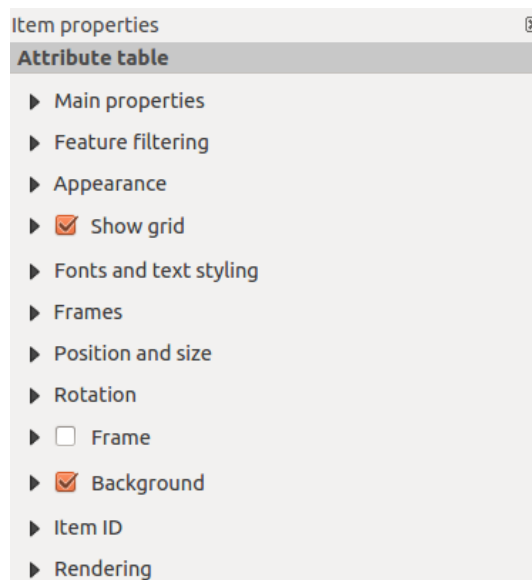 Item properties
Attribute table
Main properties
Feature filtering
Appearance
Show grid
Fonts and text styling
Frames
Position and size
Rotation
Frame
Background
Item ID
Rendering